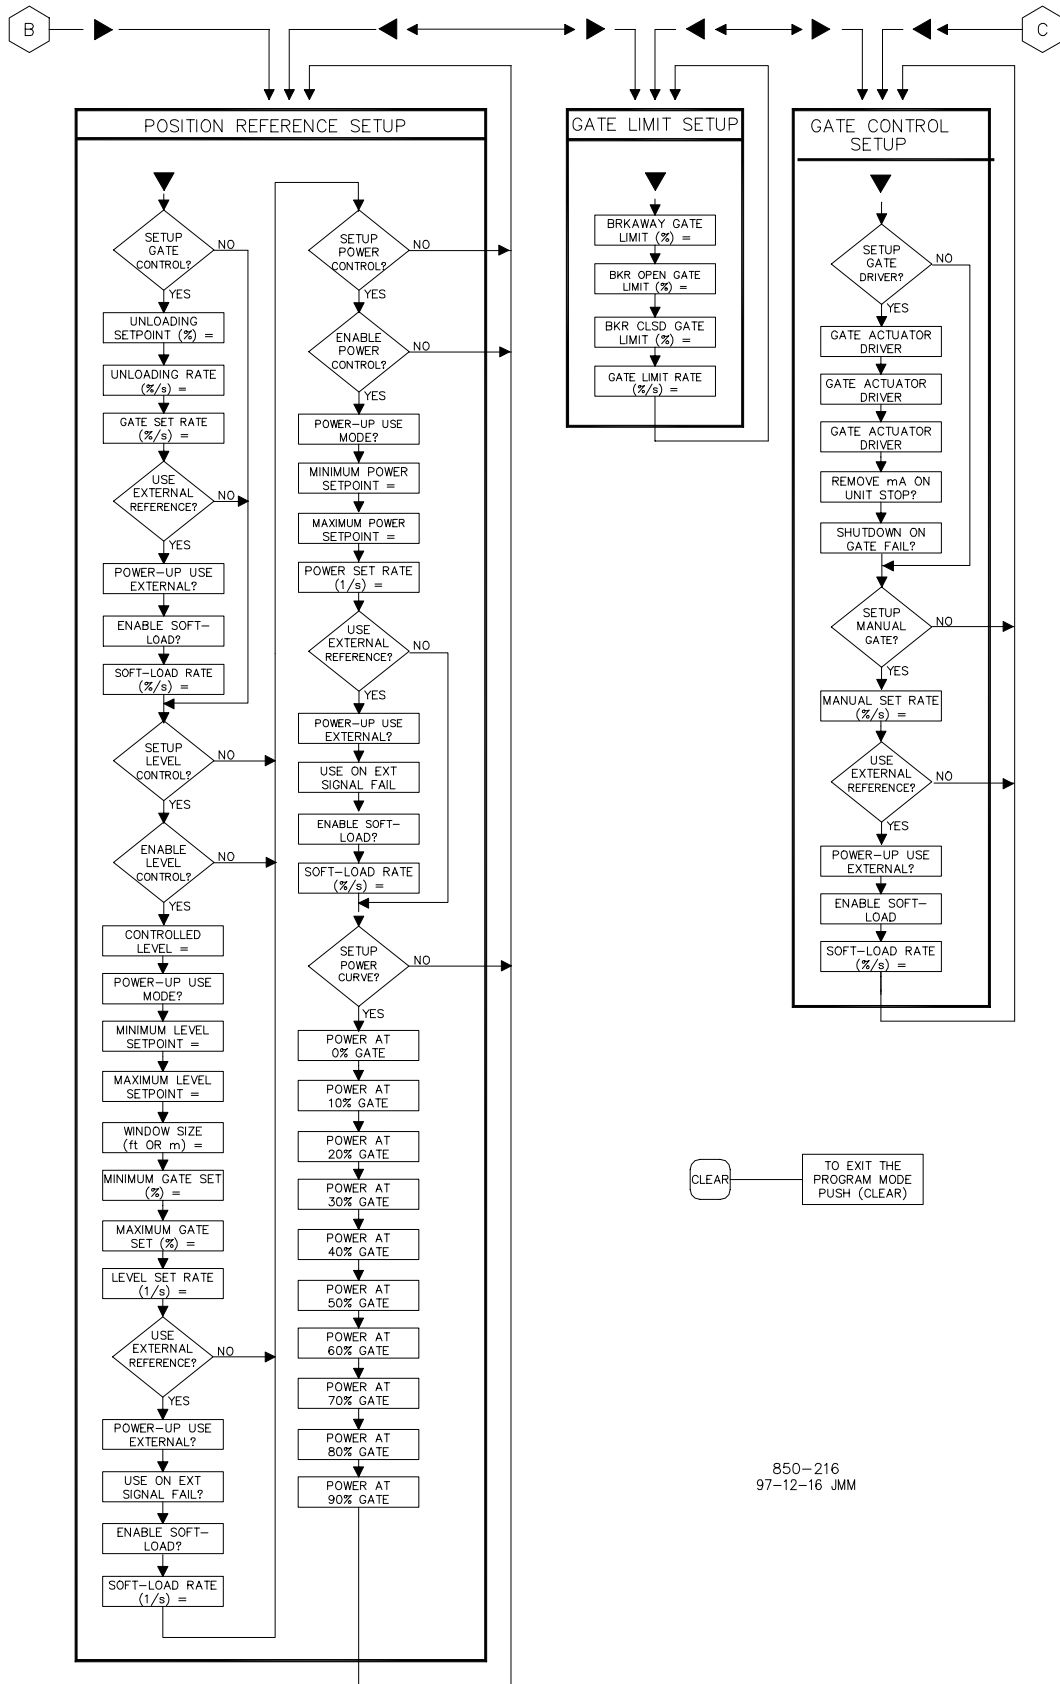 B
C
POSITION REFERENCE SETUP
SETUP
GATE
CONTROL?
NO
YES
UNLOADING
SETPOINT (%) =
UNLOADING RATE
(%/s) =
GATE SET RATE
(%/s) =
USE
EXTERNAL
REFERENCE?
NO
YES
POWER-UP USE
EXTERNAL?
ENABLE SOFT-
LOAD?
SOFT-LOAD RATE
(%/s) =
SETUP
LEVEL
CONTROL?
NO
YES
ENABLE
LEVEL
CONTROL?
NO
YES
CONTROLLED
LEVEL =
POWER-UP USE
MODE?
MINIMUM LEVEL
SETPOINT =
MAXIMUM LEVEL
SETPOINT =
WINDOW SIZE
(ft OR m) =
MINIMUM GATE SET
(%) =
MAXIMUM GATE
SET (%) =
LEVEL SET RATE
(1/s) =
USE
EXTERNAL
REFERENCE?
NO
YES
POWER-UP USE
EXTERNAL?
USE ON EXT
SIGNAL FAIL?
ENABLE SOFT-
LOAD?
SOFT-LOAD RATE
(1/s) =
SETUP
POWER
CONTROL?
NO
YES
ENABLE
POWER
CONTROL?
NO
YES
POWER-UP USE
MODE?
MINIMUM POWER
SETPOINT =
MAXIMUM POWER
SETPOINT =
POWER SET RATE
(1/s) =
USE
EXTERNAL
REFERENCE?
NO
YES
POWER-UP USE
EXTERNAL?
USE ON EXT
SIGNAL FAIL
ENABLE SOFT-
LOAD?
SOFT-LOAD RATE
(%/s) =
SETUP
POWER
CURVE?
NO
YES
POWER AT
0% GATE
POWER AT
10% GATE
POWER AT
20% GATE
POWER AT
30% GATE
POWER AT
40% GATE
POWER AT
50% GATE
POWER AT
60% GATE
POWER AT
70% GATE
POWER AT
80% GATE
POWER AT
90% GATE
GATE LIMIT SETUP
BRKAWAY GATE
LIMIT (%) =
BKR OPEN GATE
LIMIT (%) =
BKR CLSD GATE
LIMIT (%) =
GATE LIMIT RATE
(%/s) =
GATE CONTROL
SETUP
SETUP
GATE
DRIVER?
NO
YES
GATE ACTUATOR
DRIVER
GATE ACTUATOR
DRIVER
GATE ACTUATOR
DRIVER
REMOVE mA ON
UNIT STOP?
SHUTDOWN ON
GATE FAIL?
SETUP
MANUAL
GATE?
NO
YES
MANUAL SET RATE
(%/s) =
USE
EXTERNAL
REFERENCE?
NO
YES
POWER-UP USE
EXTERNAL?
ENABLE SOFT-
LOAD
SOFT-LOAD RATE
(%/s) =
CLEAR
TO EXIT THE
PROGRAM MODE
PUSH (CLEAR)
850-216
97-12-16 JMM